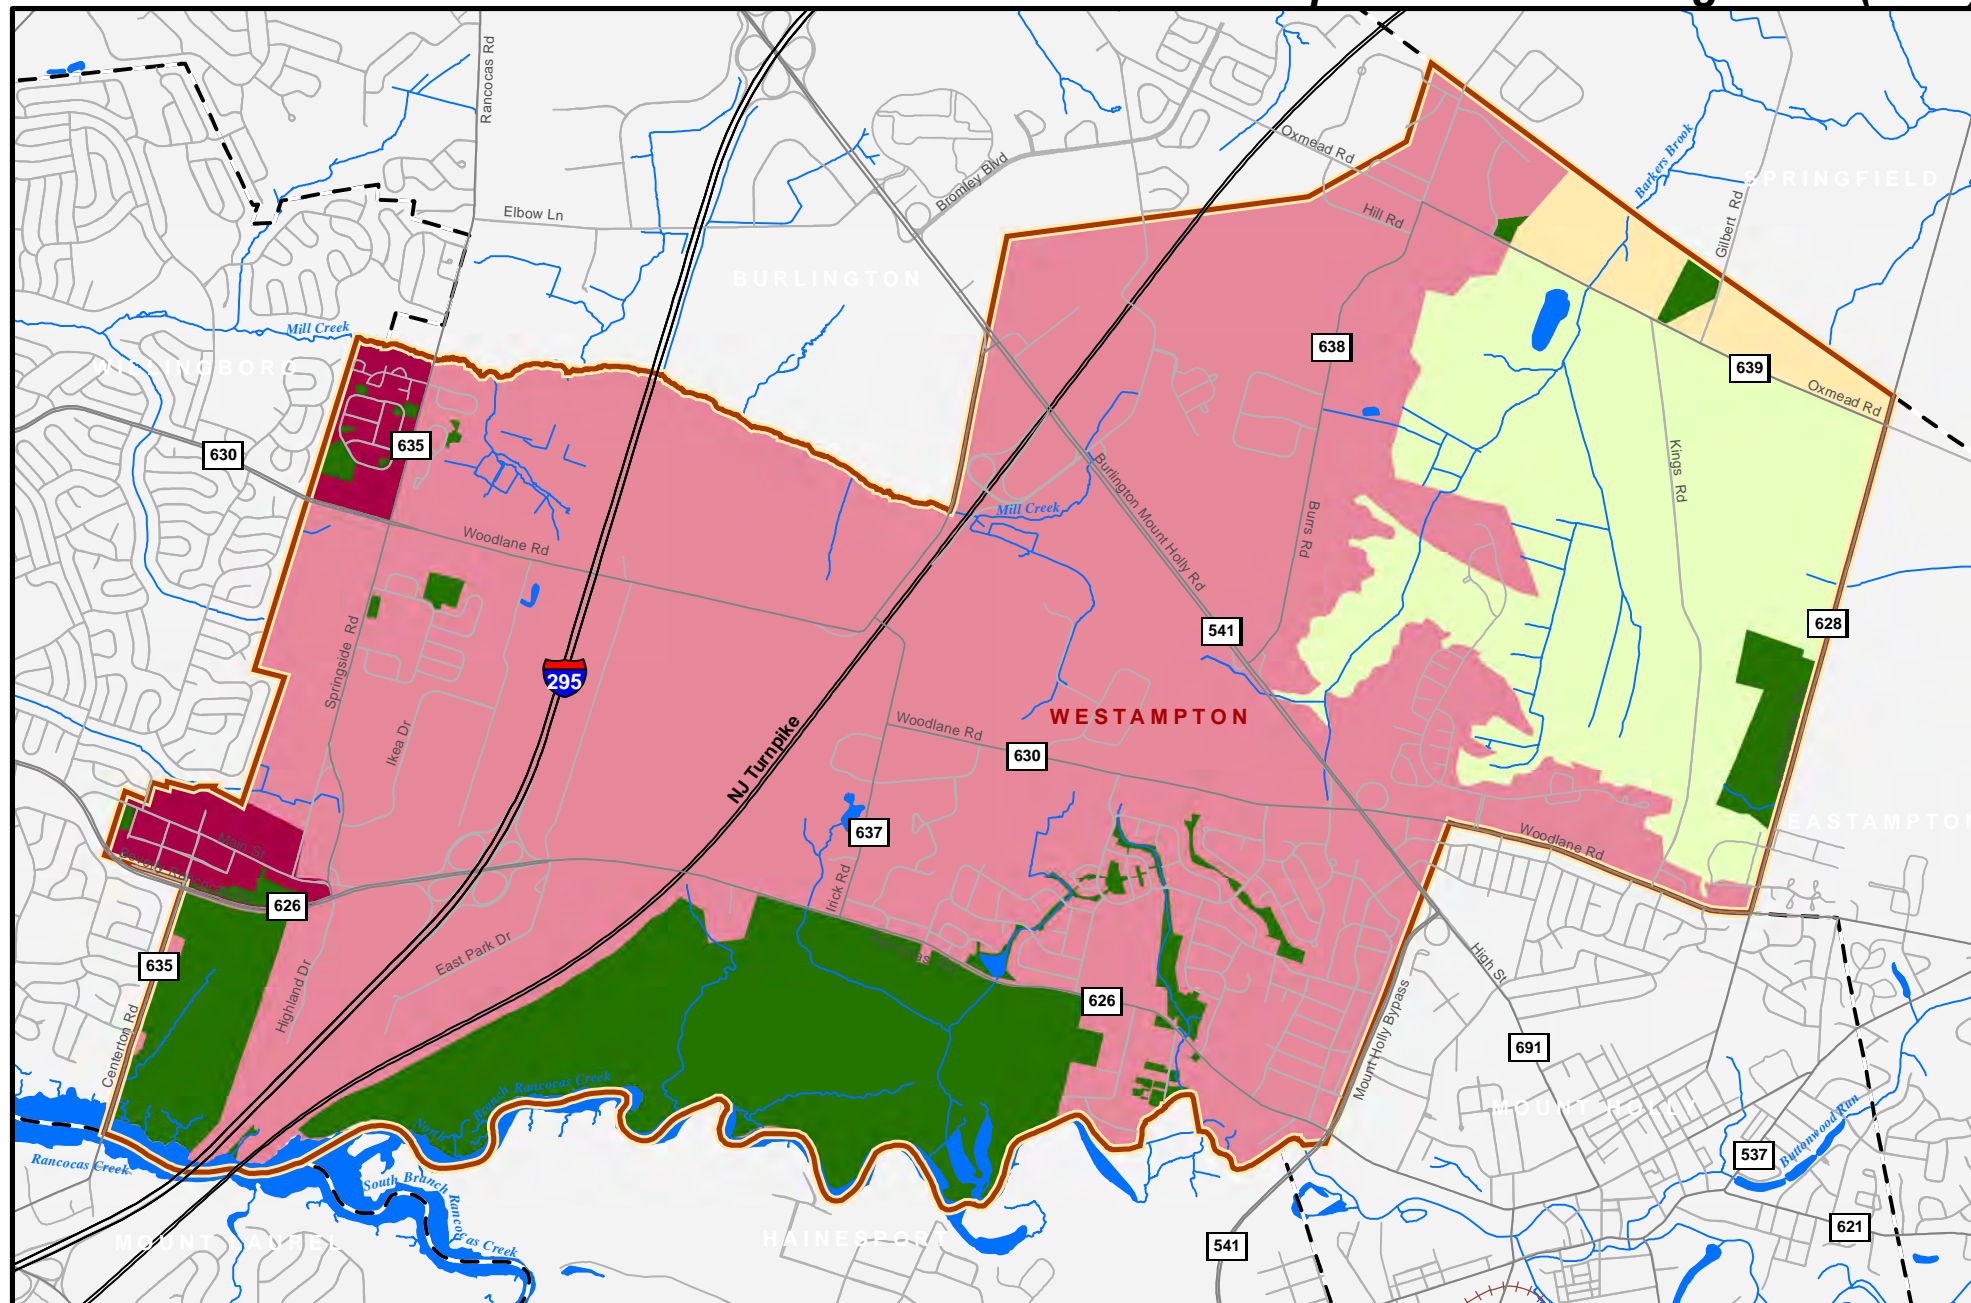 Rancocas Rd
Oxmead Rd
Barkers Brook
SPRINGFIELD
Bromley Blvd
Elbow Ln
Hill Rd
Gilbert Rd
BURLINGTON
Mill Creek
WILLINGBORO
638
639
Oxmead Rd
635
630
Kings Rd
Burlington Mount Holly Rd
Mill Creek
Burrs Rd
Woodlane Rd
541
628
Springside Rd
295
WESTAMPTON
Woodlane Rd
Ikea Dr
NJ Turnpike
630
637
EASTAMPTON
Main St
Woodlane Rd
Irick Rd
626
East Park Dr
High St
635
Highland Dr
626
Mount Holly Bypass
Centerton Rd
691
North Branch Rancocas Creek
MOUNT HOLLY
Buttonwood Run
537
Rancocas Creek
South Branch Rancocas Creek
621
MOUNT LAUREL
HAINESPORT
541